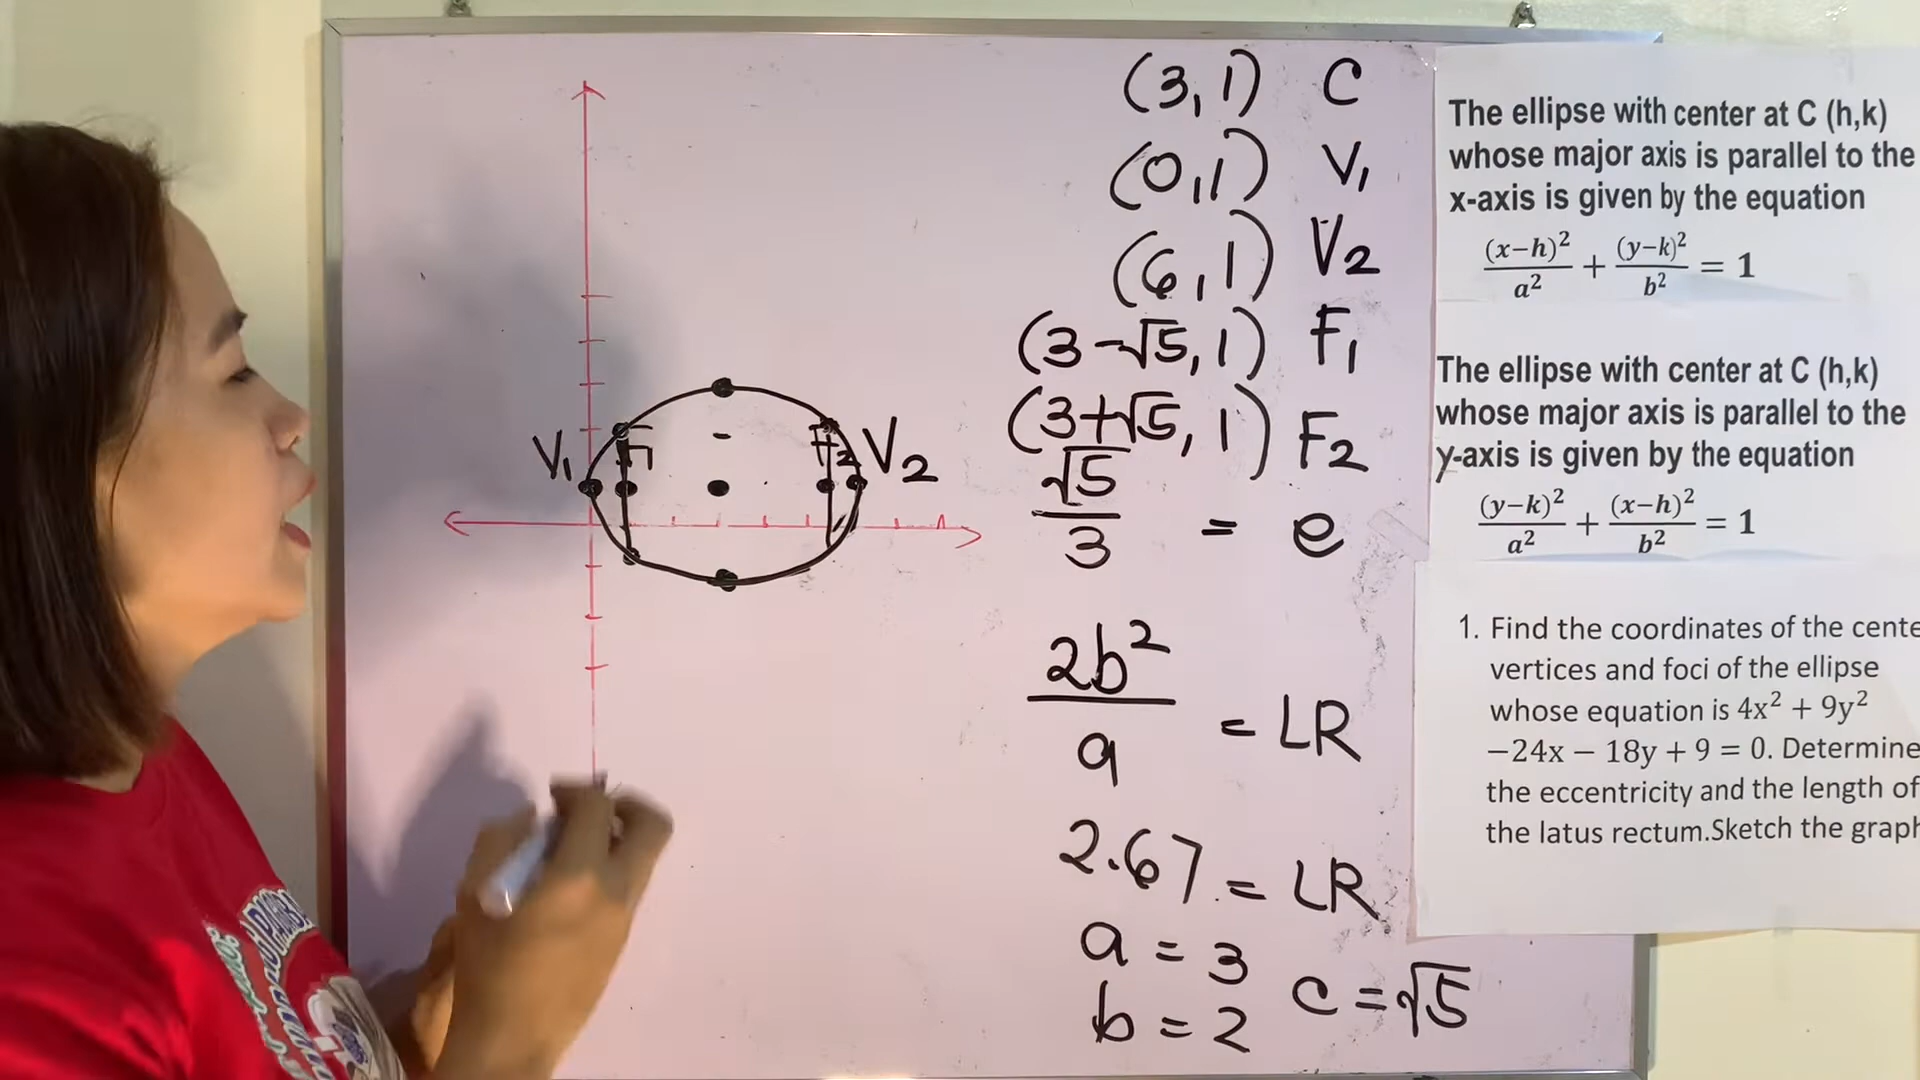 (3, 1) C
(0, 1) V₁
(6, 1) V₂
(3-√5, 1) F₁
(3+√5, 1) F₂
√5/3 = e
2b²/a = LR
2.67 = LR
a = 3
b = 2
c = √5
V₁
F₁
F₂
V₂
The ellipse with center at C (h,k)
whose major axis is parallel to the
x-axis is given by the equation
(x−h)²/a² + (y−k)²/b² = 1
The ellipse with center at C (h,k)
whose major axis is parallel to the
y-axis is given by the equation
(y−k)²/a² + (x−h)²/b² = 1
1. Find the coordinates of the cente
vertices and foci of the ellipse
whose equation is 4x² + 9y²
−24x − 18y + 9 = 0. Determine
the eccentricity and the length of
the latus rectum.Sketch the graph